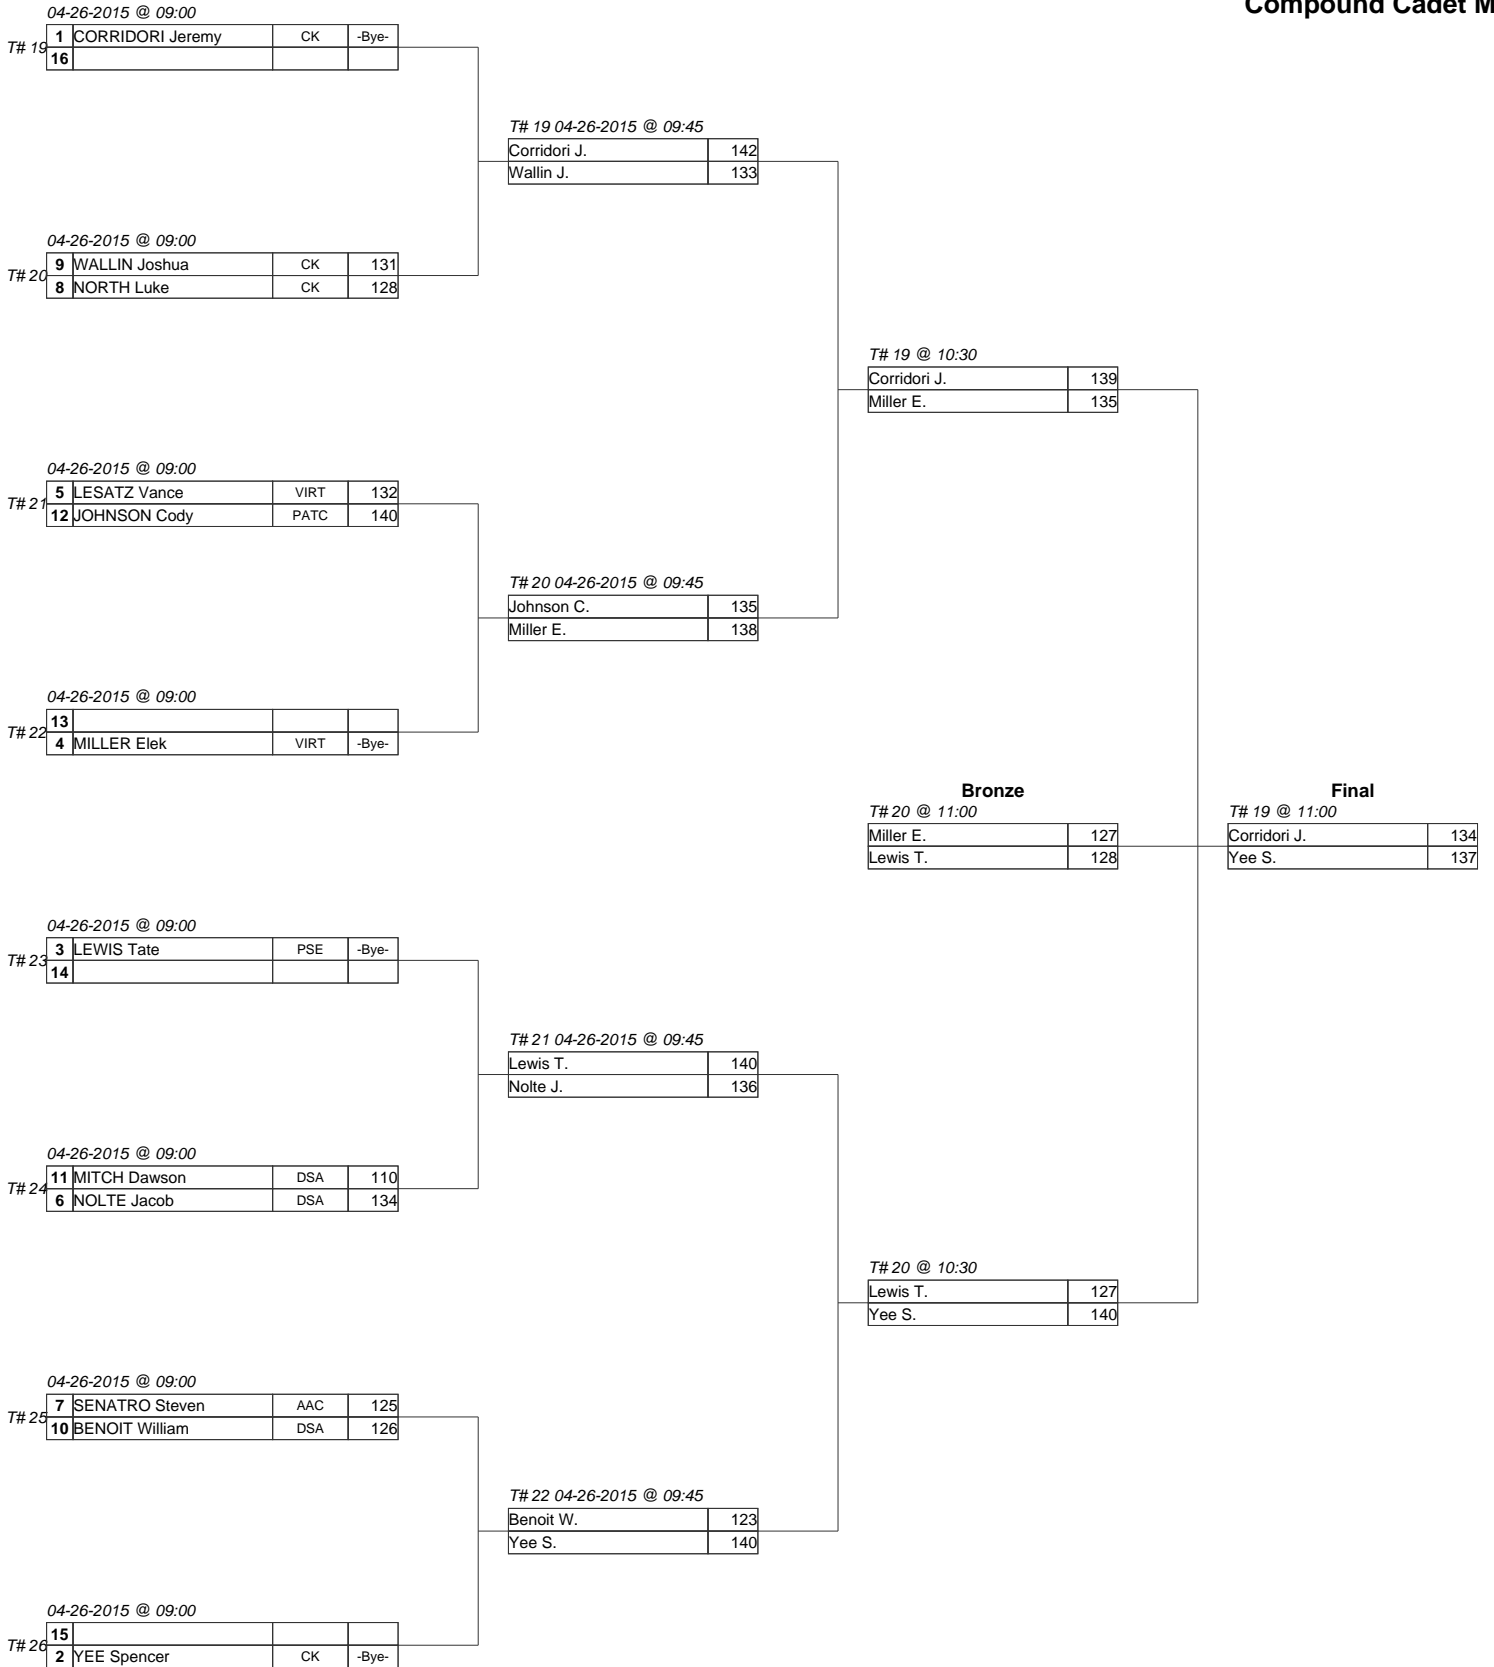 Compound Cadet M
04-26-2015 @ 09:00
T# 19
1 CORRIDORI Jeremy CK -Bye-
16
T# 19 04-26-2015 @ 09:45
Corridori J. 142
Wallin J. 133
04-26-2015 @ 09:00
T# 20
9 WALLIN Joshua CK 131
8 NORTH Luke CK 128
T# 19 @ 10:30
Corridori J. 139
Miller E. 135
04-26-2015 @ 09:00
T# 21
5 LESATZ Vance VIRT 132
12 JOHNSON Cody PATC 140
T# 20 04-26-2015 @ 09:45
Johnson C. 135
Miller E. 138
04-26-2015 @ 09:00
T# 22
13
4 MILLER Elek VIRT -Bye-
Bronze
T# 20 @ 11:00
Miller E. 127
Lewis T. 128
Final
T# 19 @ 11:00
Corridori J. 134
Yee S. 137
04-26-2015 @ 09:00
T# 23
3 LEWIS Tate PSE -Bye-
14
T# 21 04-26-2015 @ 09:45
Lewis T. 140
Nolte J. 136
04-26-2015 @ 09:00
T# 24
11 MITCH Dawson DSA 110
6 NOLTE Jacob DSA 134
T# 20 @ 10:30
Lewis T. 127
Yee S. 140
04-26-2015 @ 09:00
T# 25
7 SENATRO Steven AAC 125
10 BENOIT William DSA 126
T# 22 04-26-2015 @ 09:45
Benoit W. 123
Yee S. 140
04-26-2015 @ 09:00
T# 26
15
2 YEE Spencer CK -Bye-